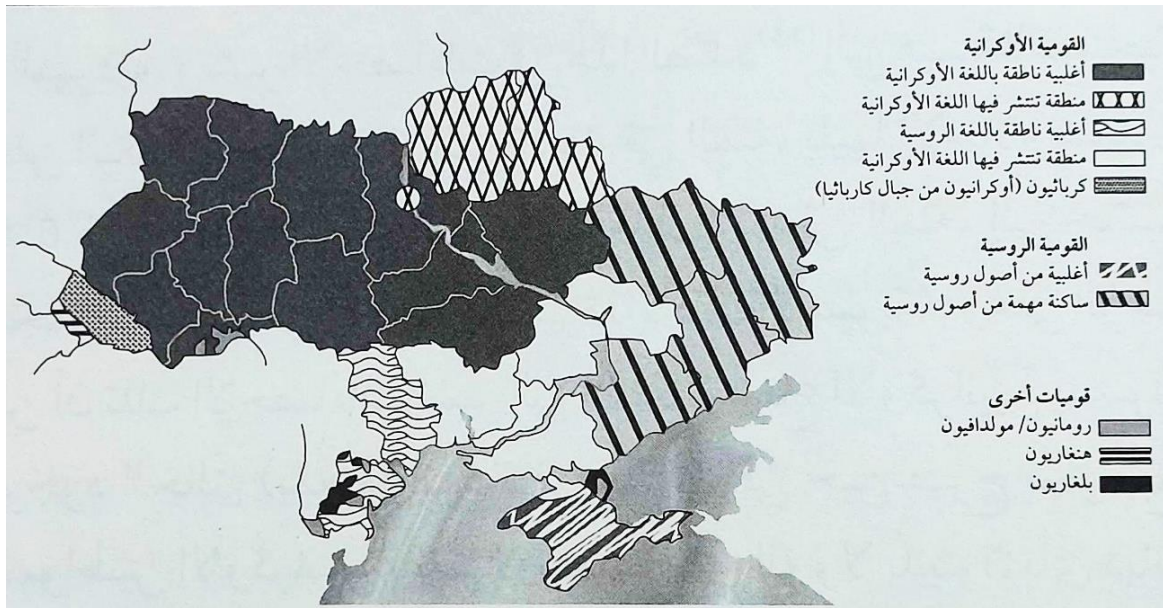 القومية الأوكرانية
أغلبية ناطقة باللغة الأوكرانية
منطقة تنتشر فيها اللغة الأوكرانية
أغلبية ناطقة باللغة الروسية
منطقة تنتشر فيها اللغة الأوكرانية
كرباثيون (أوكرانيون من جبال كارباثيا)
القومية الروسية
أغلبية من أصول روسية
ساكنة مهمة من أصول روسية
قوميات أخرى
رومانيون/ مولدافيون
هنغاريون
بلغاريون